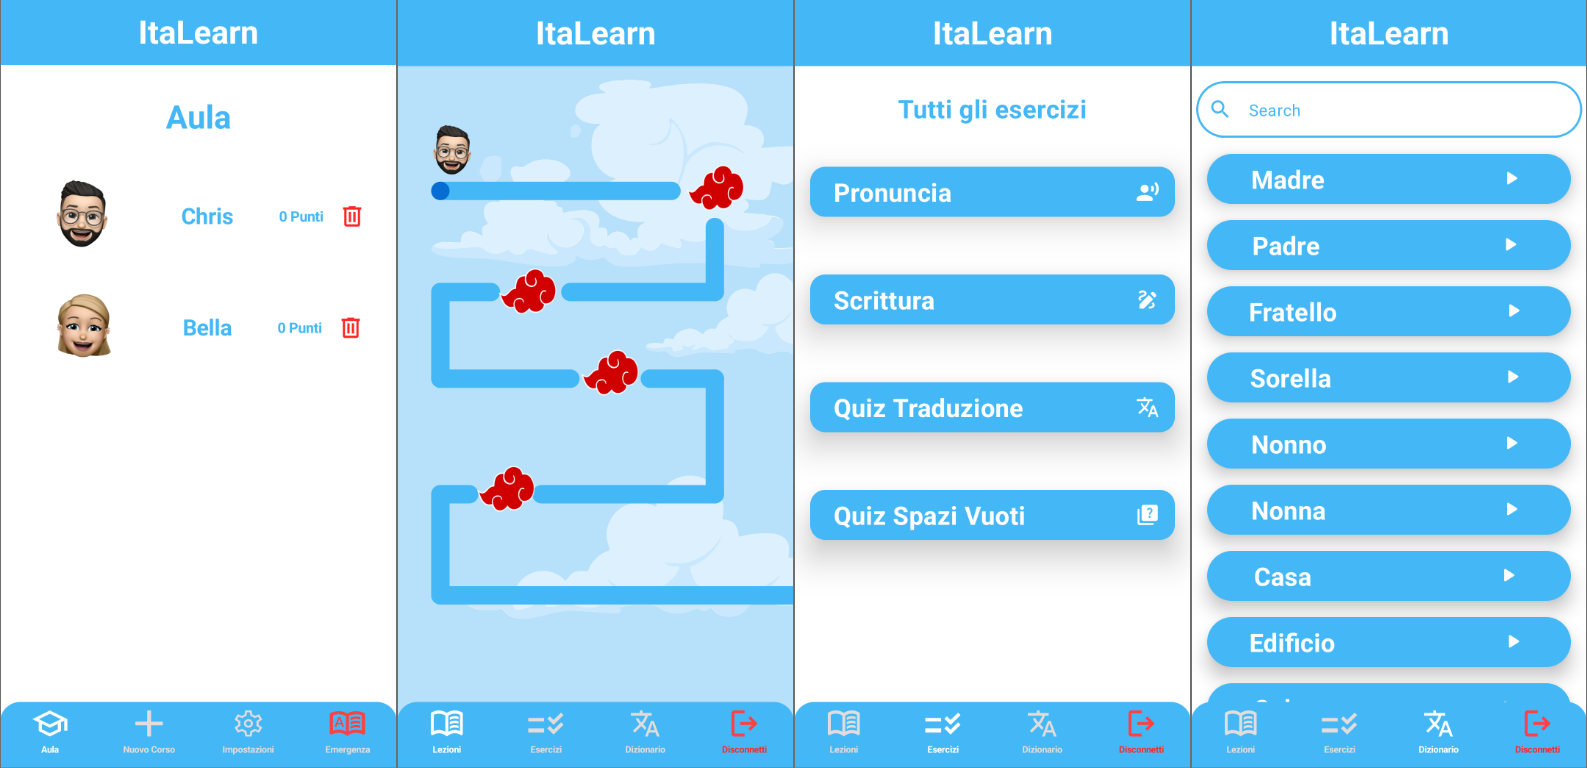 ItaLearn
Aula
Chris 0 Punti
Bella 0 Punti
Aula Nuovo Corso Impostazioni Emergenza
ItaLearn
Lezioni Esercizi Dizionario Disconnetti
ItaLearn
Tutti gli esercizi
Pronuncia
Scrittura
Quiz Traduzione
Quiz Spazi Vuoti
Lezioni Esercizi Dizionario Disconnetti
ItaLearn
Search
Madre
Padre
Fratello
Sorella
Nonno
Nonna
Casa
Edificio
Lezioni Esercizi Dizionario Disconnetti